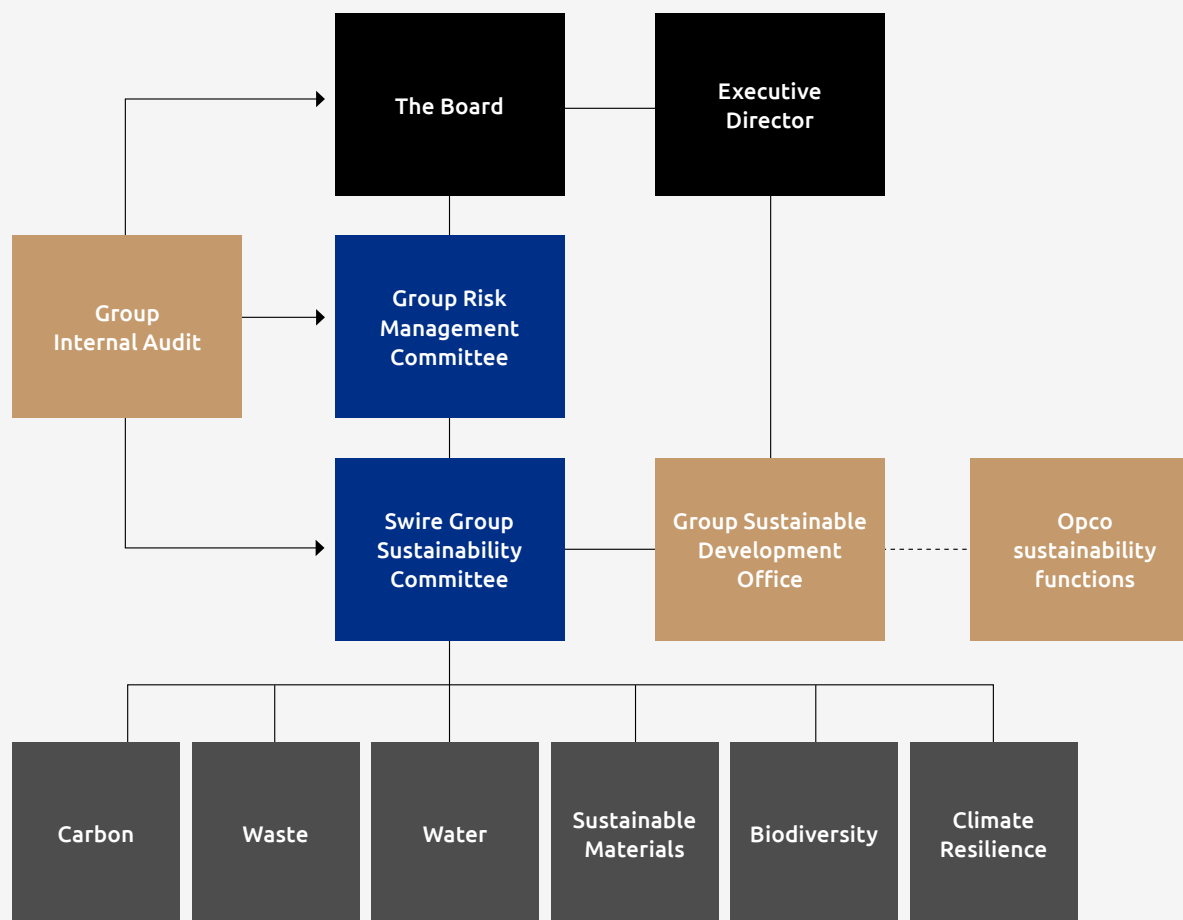 The Board
Executive
Director
Group
Internal Audit
Group Risk
Management
Committee
Swire Group
Sustainability
Committee
Group Sustainable
Development
Office
Opco
sustainability
functions
Carbon
Waste
Water
Sustainable
Materials
Biodiversity
Climate
Resilience